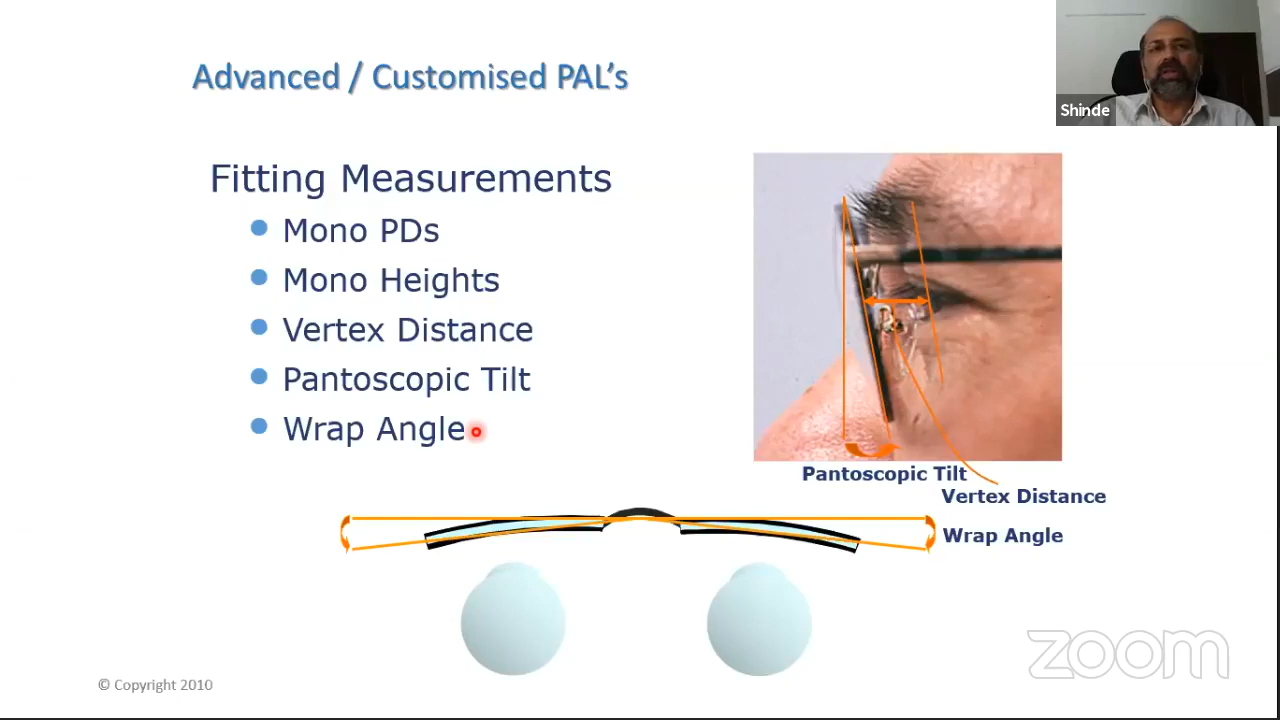 Advanced / Customised PAL's
Shinde
Fitting Measurements
Mono PDs
Mono Heights
Vertex Distance
Pantoscopic Tilt
Wrap Angle
Pantoscopic Tilt
Vertex Distance
Wrap Angle
zoom
© Copyright 2010